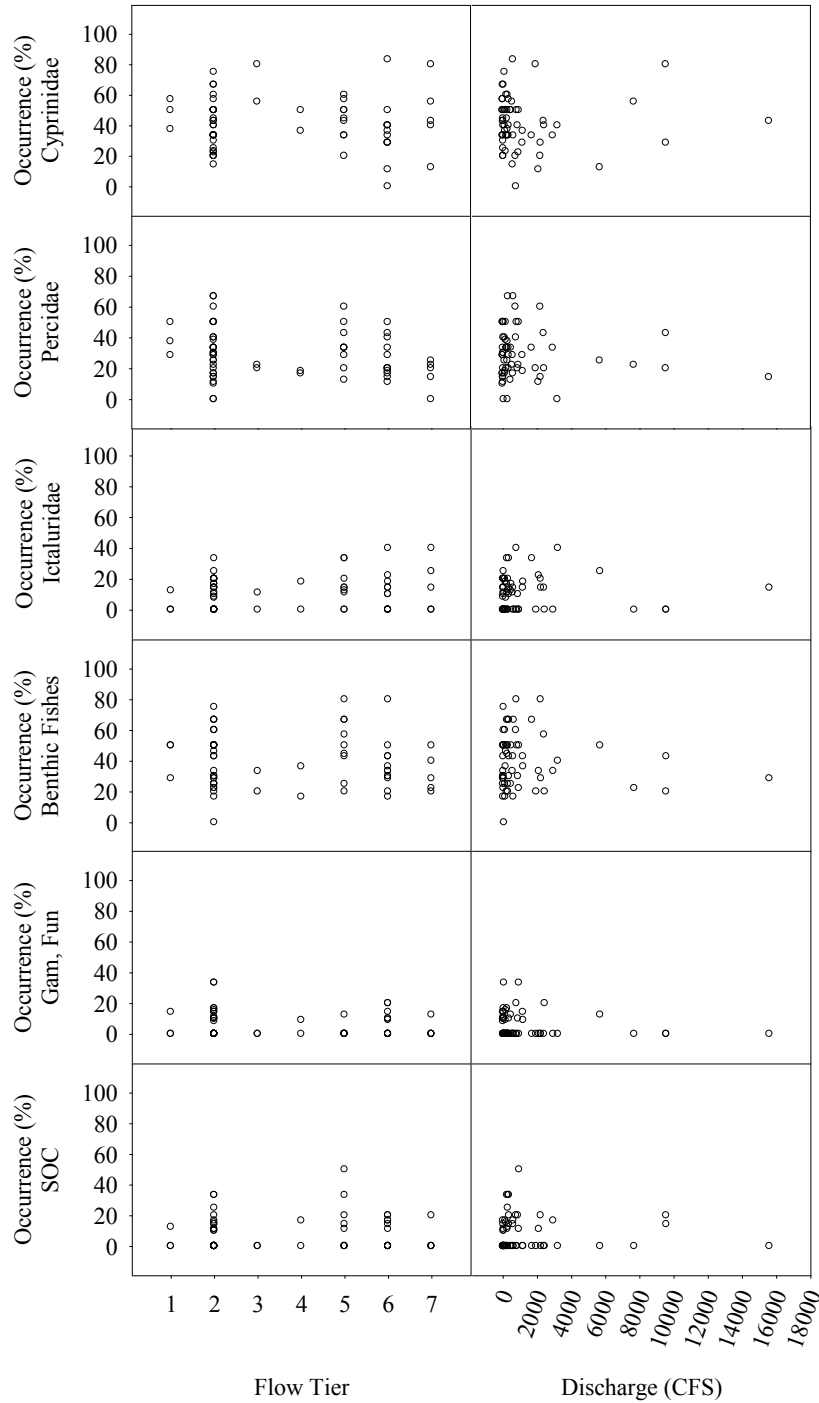 Occurrence (%)
Cyprinidae
100
80
60
40
20
0
Occurrence (%)
Percidae
100
80
60
40
20
0
Occurrence (%)
Ictaluridae
100
80
60
40
20
0
Occurrence (%)
Benthic Fishes
100
80
60
40
20
0
Occurrence (%)
Gam, Fun
100
80
60
40
20
0
Occurrence (%)
SOC
100
80
60
40
20
0
1 2 3 4 5 6 7
0 2000 4000 6000 8000 10000 12000 14000 16000 18000
Flow Tier
Discharge (CFS)